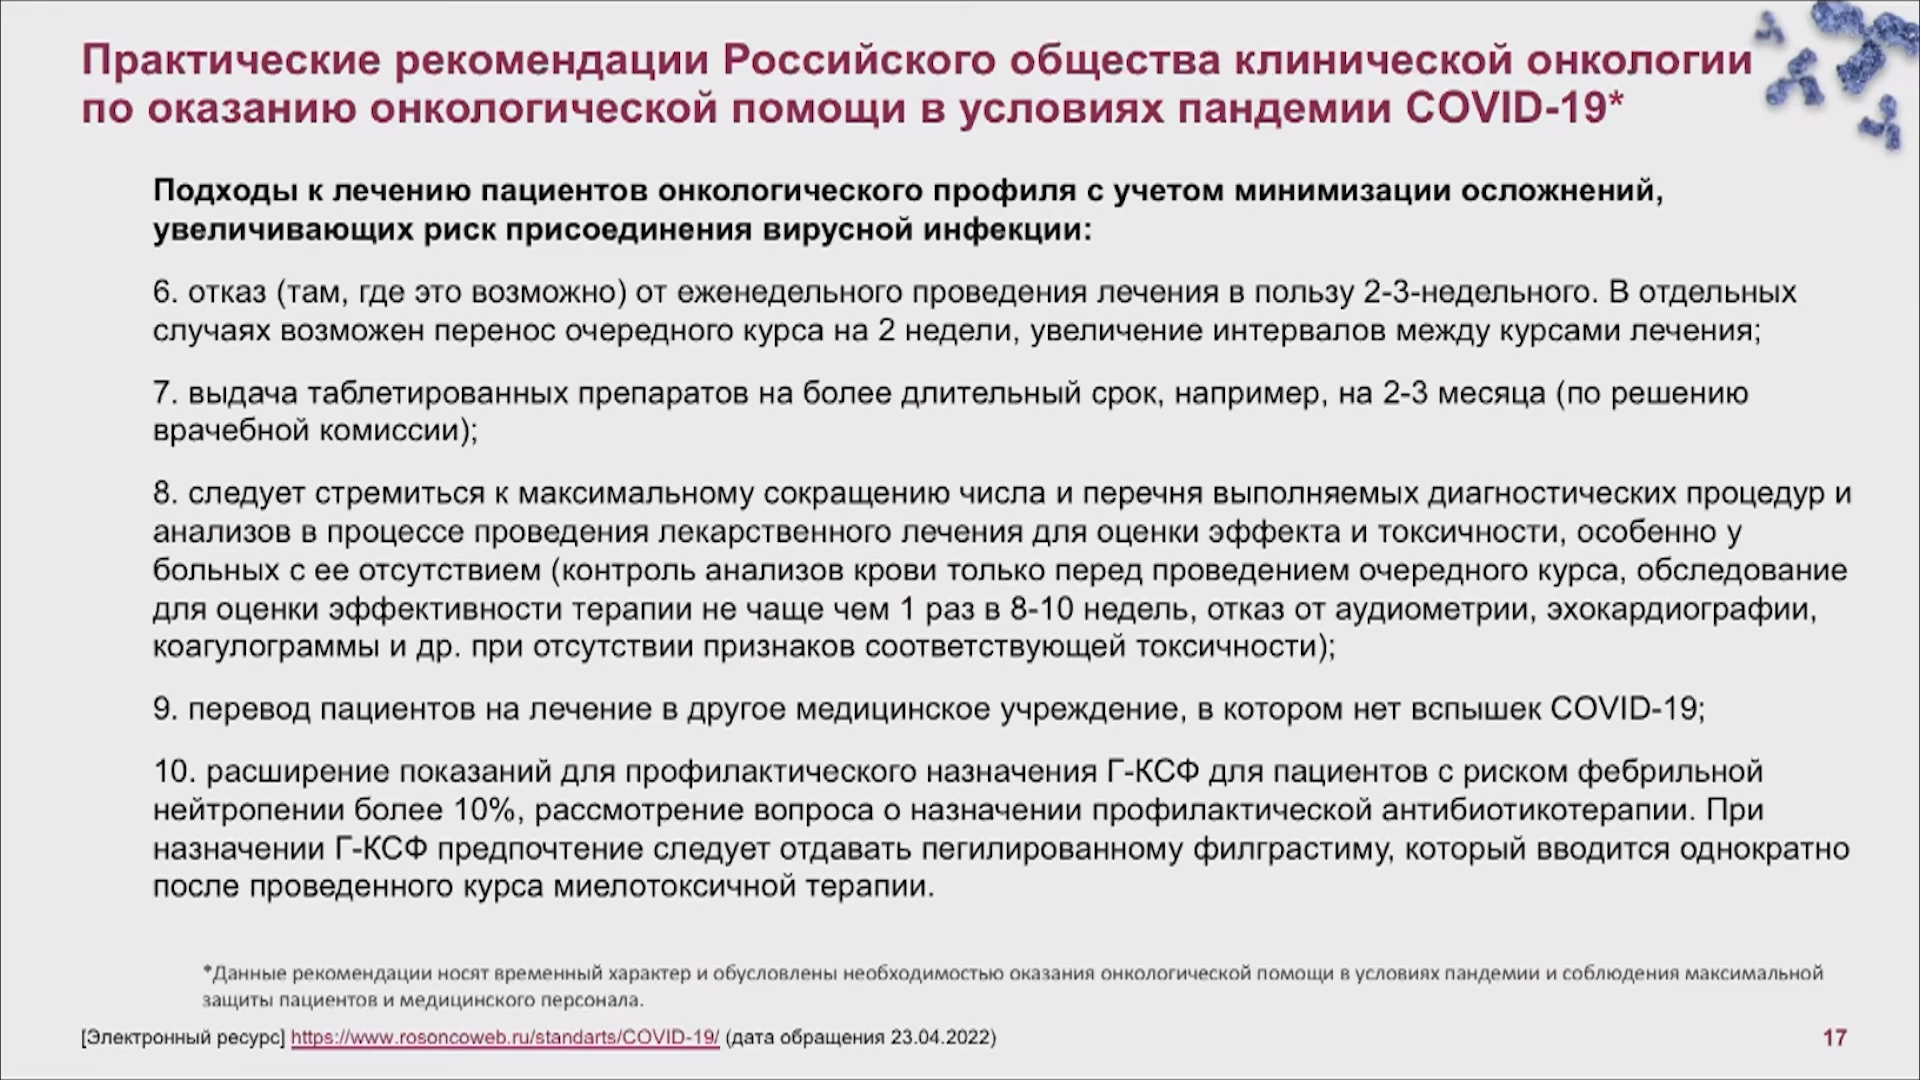 Практические рекомендации Российского общества клинической онкологии
по оказанию онкологической помощи в условиях пандемии COVID-19*
Подходы к лечению пациентов онкологического профиля с учетом минимизации осложнений,
увеличивающих риск присоединения вирусной инфекции:
6. отказ (там, где это возможно) от еженедельного проведения лечения в пользу 2-3-недельного. В отдельных
случаях возможен перенос очередного курса на 2 недели, увеличение интервалов между курсами лечения;
7. выдача таблетированных препаратов на более длительный срок, например, на 2-3 месяца (по решению
врачебной комиссии);
8. следует стремиться к максимальному сокращению числа и перечня выполняемых диагностических процедур и
анализов в процессе проведения лекарственного лечения для оценки эффекта и токсичности, особенно у
больных с ее отсутствием (контроль анализов крови только перед проведением очередного курса, обследование
для оценки эффективности терапии не чаще чем 1 раз в 8-10 недель, отказ от аудиометрии, эхокардиографии,
коагулограммы и др. при отсутствии признаков соответствующей токсичности);
9. перевод пациентов на лечение в другое медицинское учреждение, в котором нет вспышек COVID-19;
10. расширение показаний для профилактического назначения Г-КСФ для пациентов с риском фебрильной
нейтропении более 10%, рассмотрение вопроса о назначении профилактической антибиотикотерапии. При
назначении Г-КСФ предпочтение следует отдавать пегилированному филграстиму, который вводится однократно
после проведенного курса миелотоксичной терапии.
*Данные рекомендации носят временный характер и обусловлены необходимостью оказания онкологической помощи в условиях пандемии и соблюдения максимальной
защиты пациентов и медицинского персонала.
[Электронный ресурс] https://www.rosoncoweb.ru/standarts/COVID-19/ (дата обращения 23.04.2022)
17